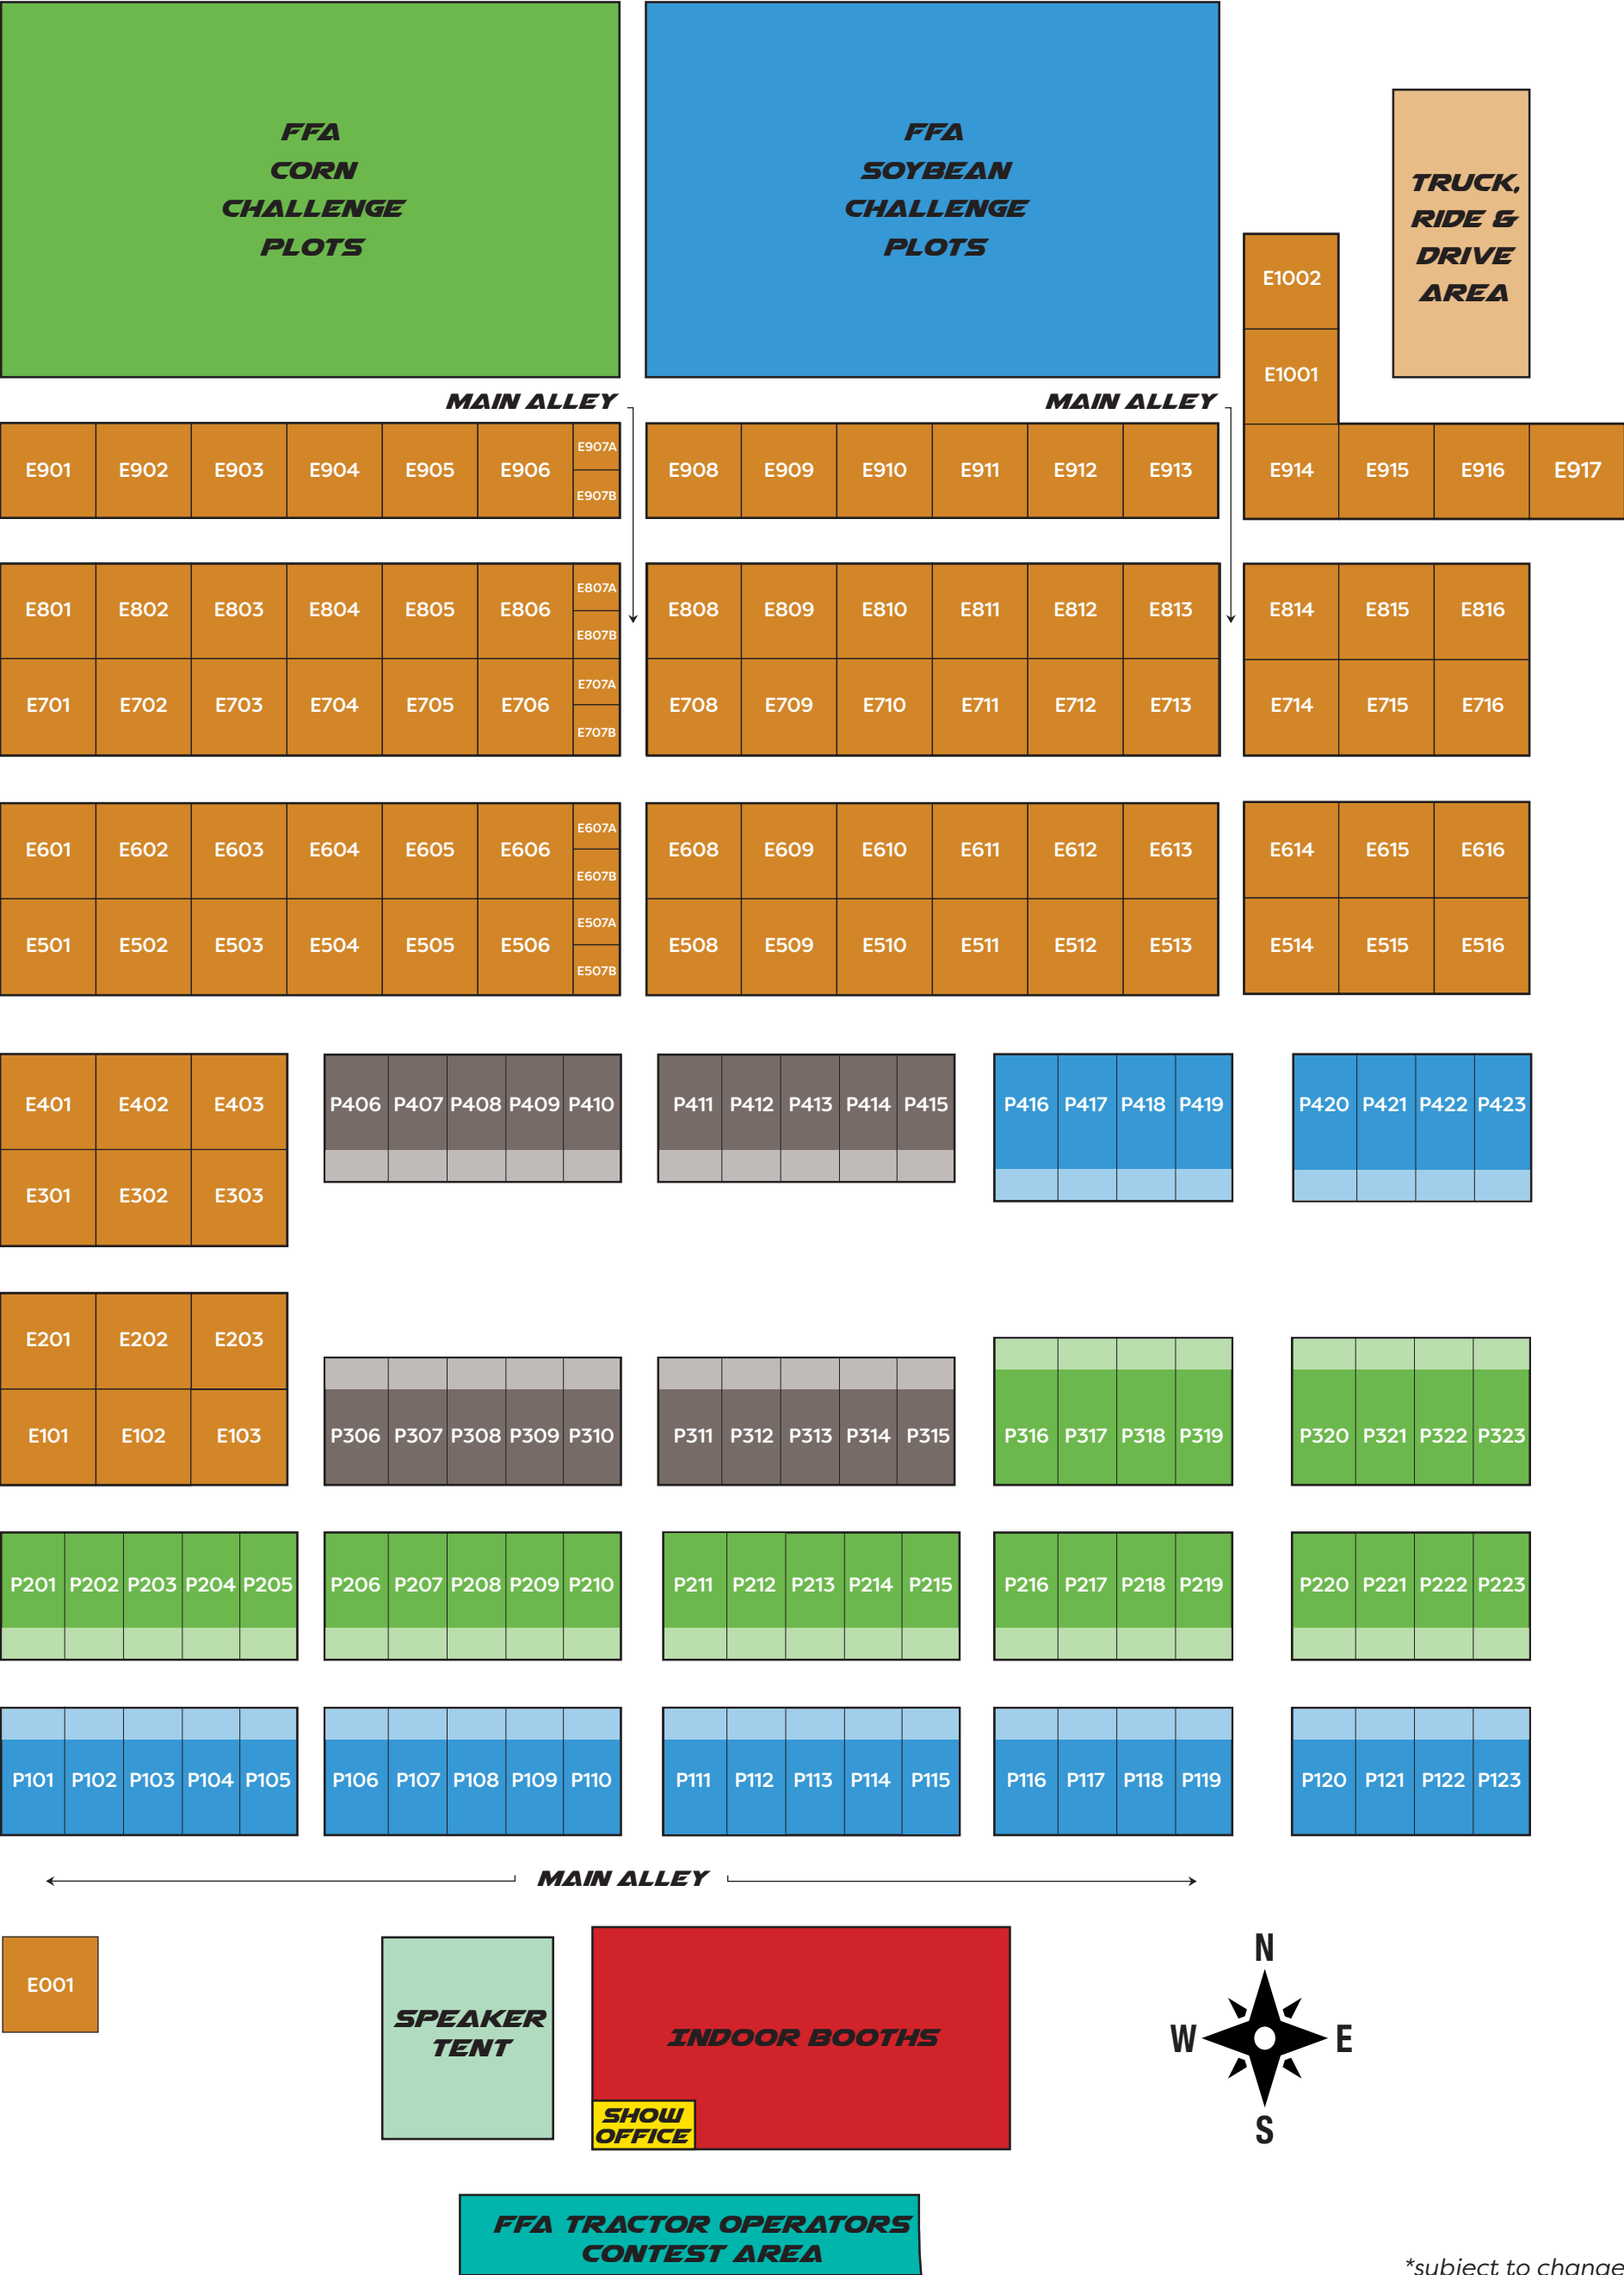 FFA
CORN
CHALLENGE
PLOTS
FFA
SOYBEAN
CHALLENGE
PLOTS
TRUCK,
RIDE &
DRIVE
AREA
E1002
E1001
MAIN ALLEY
MAIN ALLEY
E901 E902 E903 E904 E905 E906 E907A E907B E908 E909 E910 E911 E912 E913 E914 E915 E916 E917
E801 E802 E803 E804 E805 E806 E807A E807B E808 E809 E810 E811 E812 E813 E814 E815 E816
E701 E702 E703 E704 E705 E706 E707A E707B E708 E709 E710 E711 E712 E713 E714 E715 E716
E601 E602 E603 E604 E605 E606 E607A E607B E608 E609 E610 E611 E612 E613 E614 E615 E616
E501 E502 E503 E504 E505 E506 E507A E507B E508 E509 E510 E511 E512 E513 E514 E515 E516
E401 E402 E403 P406 P407 P408 P409 P410 P411 P412 P413 P414 P415 P416 P417 P418 P419 P420 P421 P422 P423
E301 E302 E303
E201 E202 E203
E101 E102 E103 P306 P307 P308 P309 P310 P311 P312 P313 P314 P315 P316 P317 P318 P319 P320 P321 P322 P323
P201 P202 P203 P204 P205 P206 P207 P208 P209 P210 P211 P212 P213 P214 P215 P216 P217 P218 P219 P220 P221 P222 P223
P101 P102 P103 P104 P105 P106 P107 P108 P109 P110 P111 P112 P113 P114 P115 P116 P117 P118 P119 P120 P121 P122 P123
MAIN ALLEY
E001
SPEAKER
TENT
INDOOR BOOTHS
SHOW
OFFICE
N
W E
S
FFA TRACTOR OPERATORS
CONTEST AREA
*subject to change